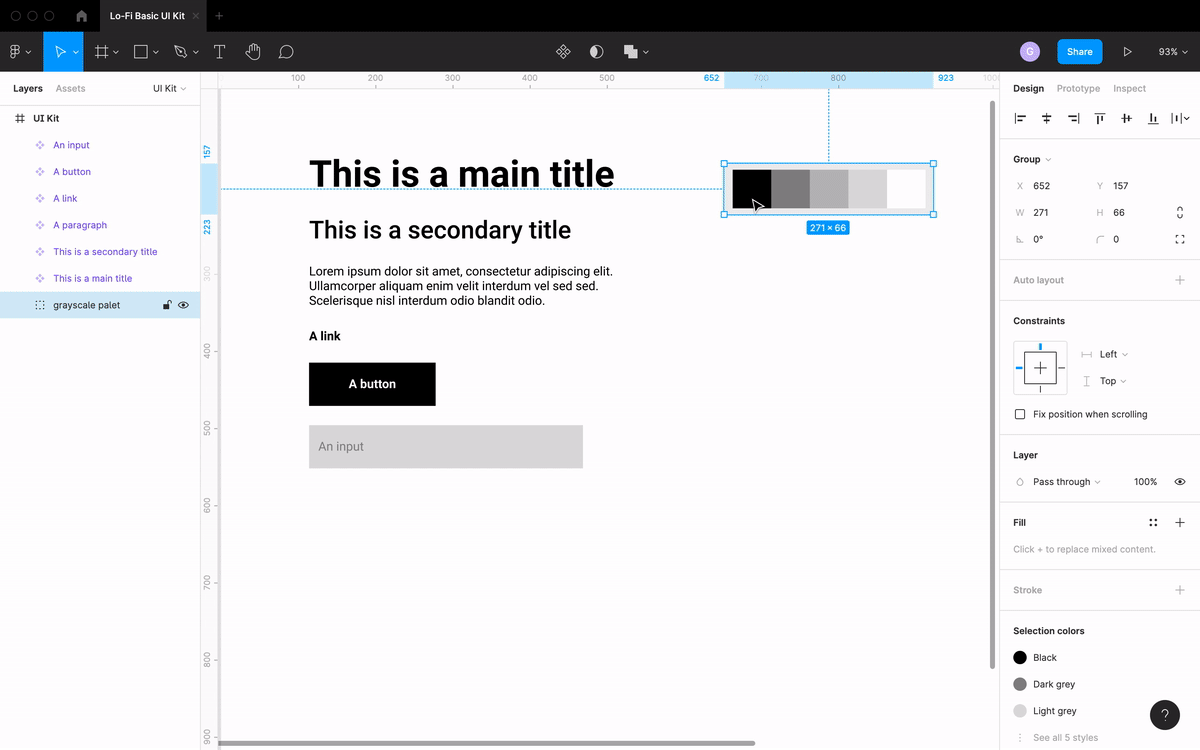 Lo-Fi Basic UI Kit
G
Share
93%
Layers
Assets
UI Kit
UI Kit
An input
A button
A link
A paragraph
This is a secondary title
This is a main title
grayscale palet
100
200
300
400
500
652
700
800
923
1000
157
223
300
400
500
600
700
800
900
This is a main title
This is a secondary title
Lorem ipsum dolor sit amet, consectetur adipiscing elit.
Ullamcorper aliquam enim velit interdum vel sed sed.
Scelerisque nisl interdum odio blandit odio.
A link
A button
An input
271 × 66
Design
Prototype
Inspect
Group
X 652
Y 157
W 271
H 66
0°
0
Auto layout
Constraints
Left
Top
Fix position when scrolling
Layer
Pass through
100%
Fill
Click + to replace mixed content.
Stroke
Selection colors
Black
Dark grey
Light grey
See all 5 styles
?